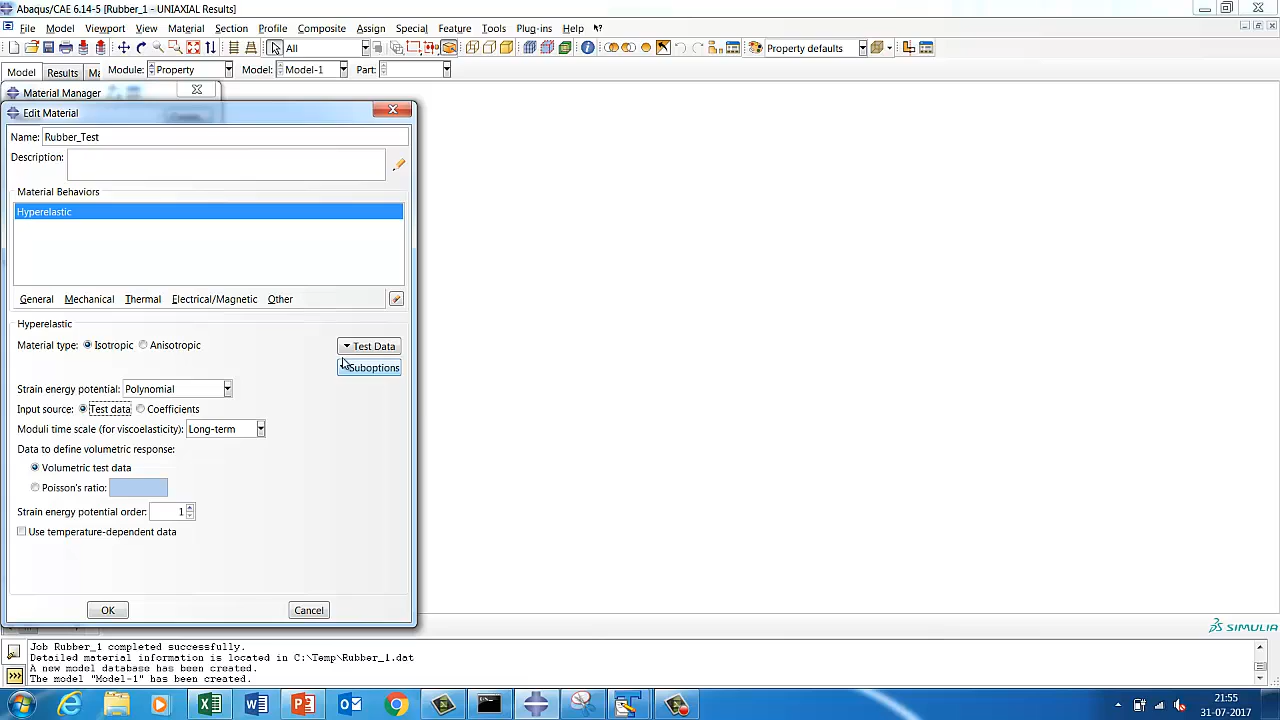 Abaqus/CAE 6.14-5 [Rubber_1 - UNIAXIAL Results]
File Model Viewport View Material Section Profile Composite Assign Special Feature Tools Plug-ins Help
All
Property defaults
Model Results Ma Module: Property Model: Model-1 Part:
Material Manager
Edit Material
Name: Rubber_Test
Description:
Material Behaviors
Hyperelastic
General Mechanical Thermal Electrical/Magnetic Other
Hyperelastic
Material type: Isotropic Anisotropic
Test Data
Suboptions
Strain energy potential: Polynomial
Input source: Test data Coefficients
Moduli time scale (for viscoelasticity): Long-term
Data to define volumetric response:
Volumetric test data
Poisson's ratio:
Strain energy potential order: 1
Use temperature-dependent data
OK Cancel
SIMULIA
Job Rubber_1 completed successfully.
Detailed material information is located in C:\Temp\Rubber_1.dat
A new model database has been created.
The model "Model-1" has been created.
21:55
31-07-2017